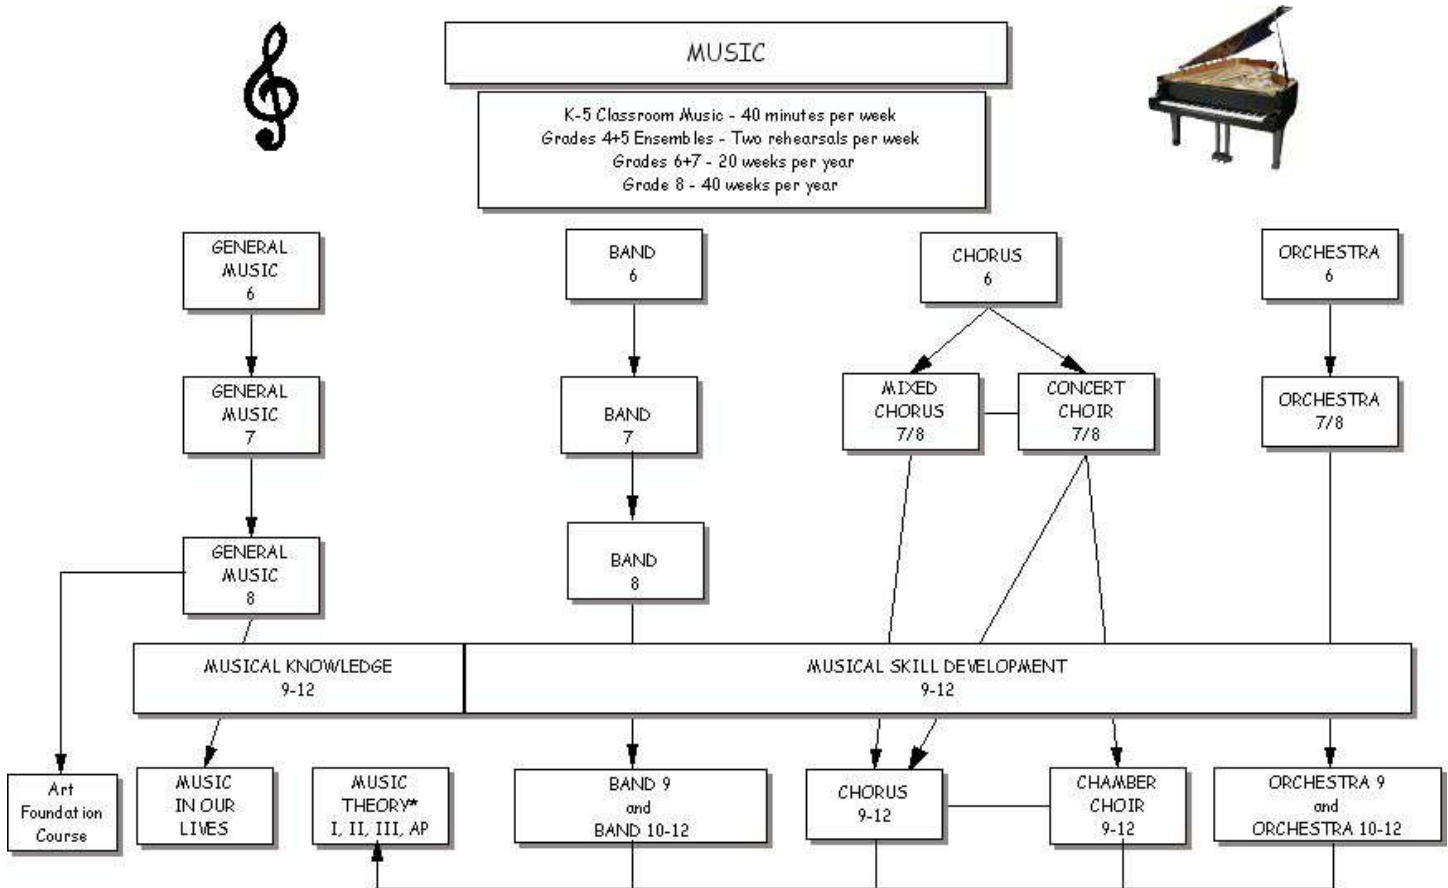 MUSIC
K-5 Classroom Music - 40 minutes per week
Grades 4+5 Ensembles - Two rehearsals per week
Grades 6+7 - 20 weeks per year
Grade 8 - 40 weeks per year
GENERAL
MUSIC
6
BAND
6
CHORUS
6
ORCHESTRA
6
GENERAL
MUSIC
7
BAND
7
MIXED
CHORUS
7/8
CONCERT
CHOIR
7/8
ORCHESTRA
7/8
GENERAL
MUSIC
8
BAND
8
MUSICAL KNOWLEDGE
9-12
MUSICAL SKILL DEVELOPMENT
9-12
Art
Foundation
Course
MUSIC
IN OUR
LIVES
MUSIC
THEORY*
I, II, III, AP
BAND 9
and
BAND 10-12
CHORUS
9-12
CHAMBER
CHOIR
9-12
ORCHESTRA 9
and
ORCHESTRA 10-12